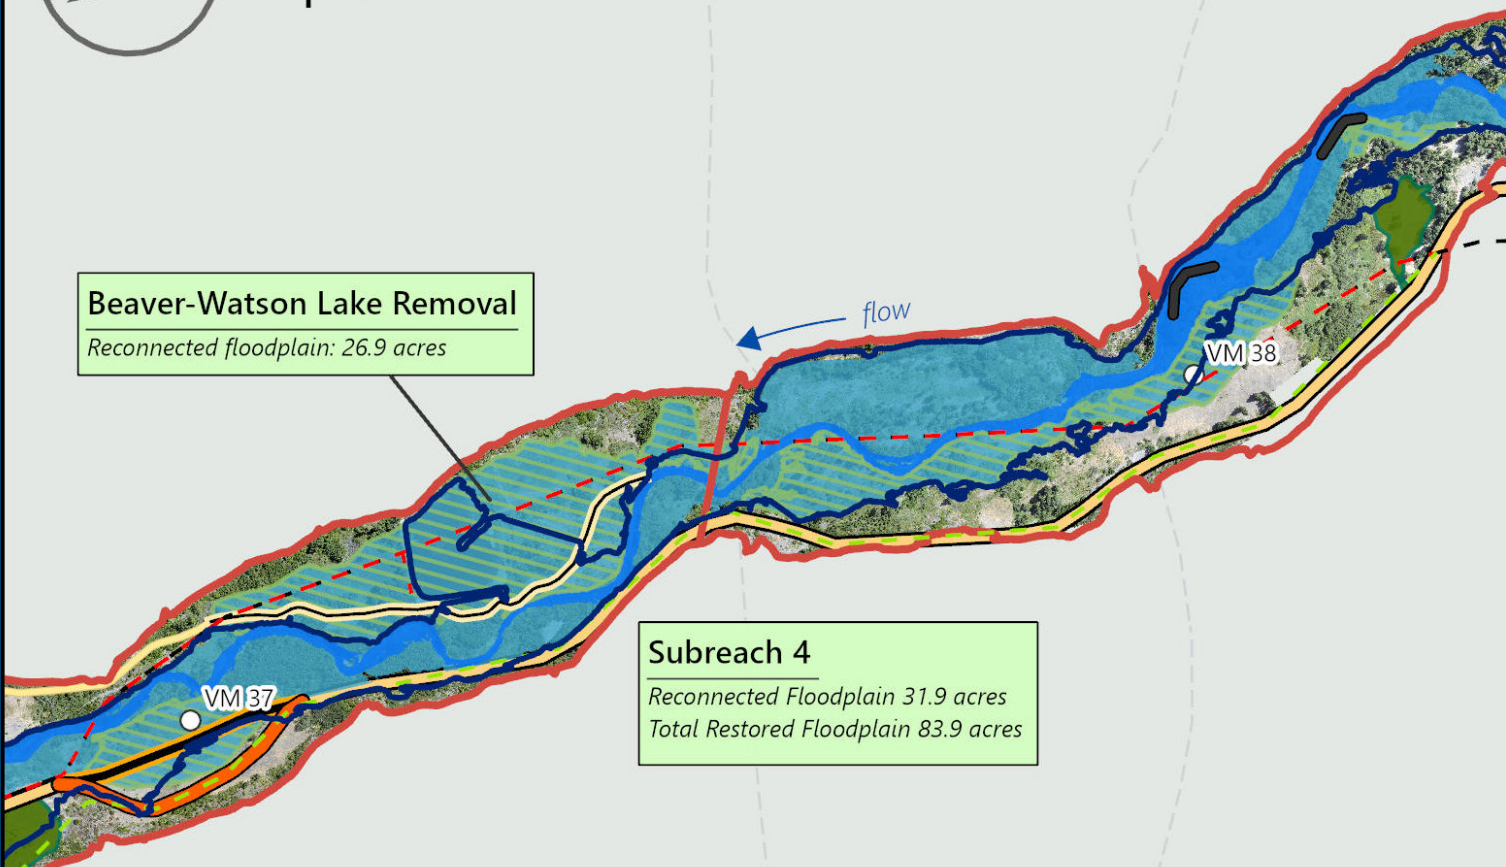 flow
Beaver-Watson Lake Removal
Reconnected floodplain: 26.9 acres
VM 38
Subreach 4
Reconnected Floodplain 31.9 acres
Total Restored Floodplain 83.9 acres
VM 37